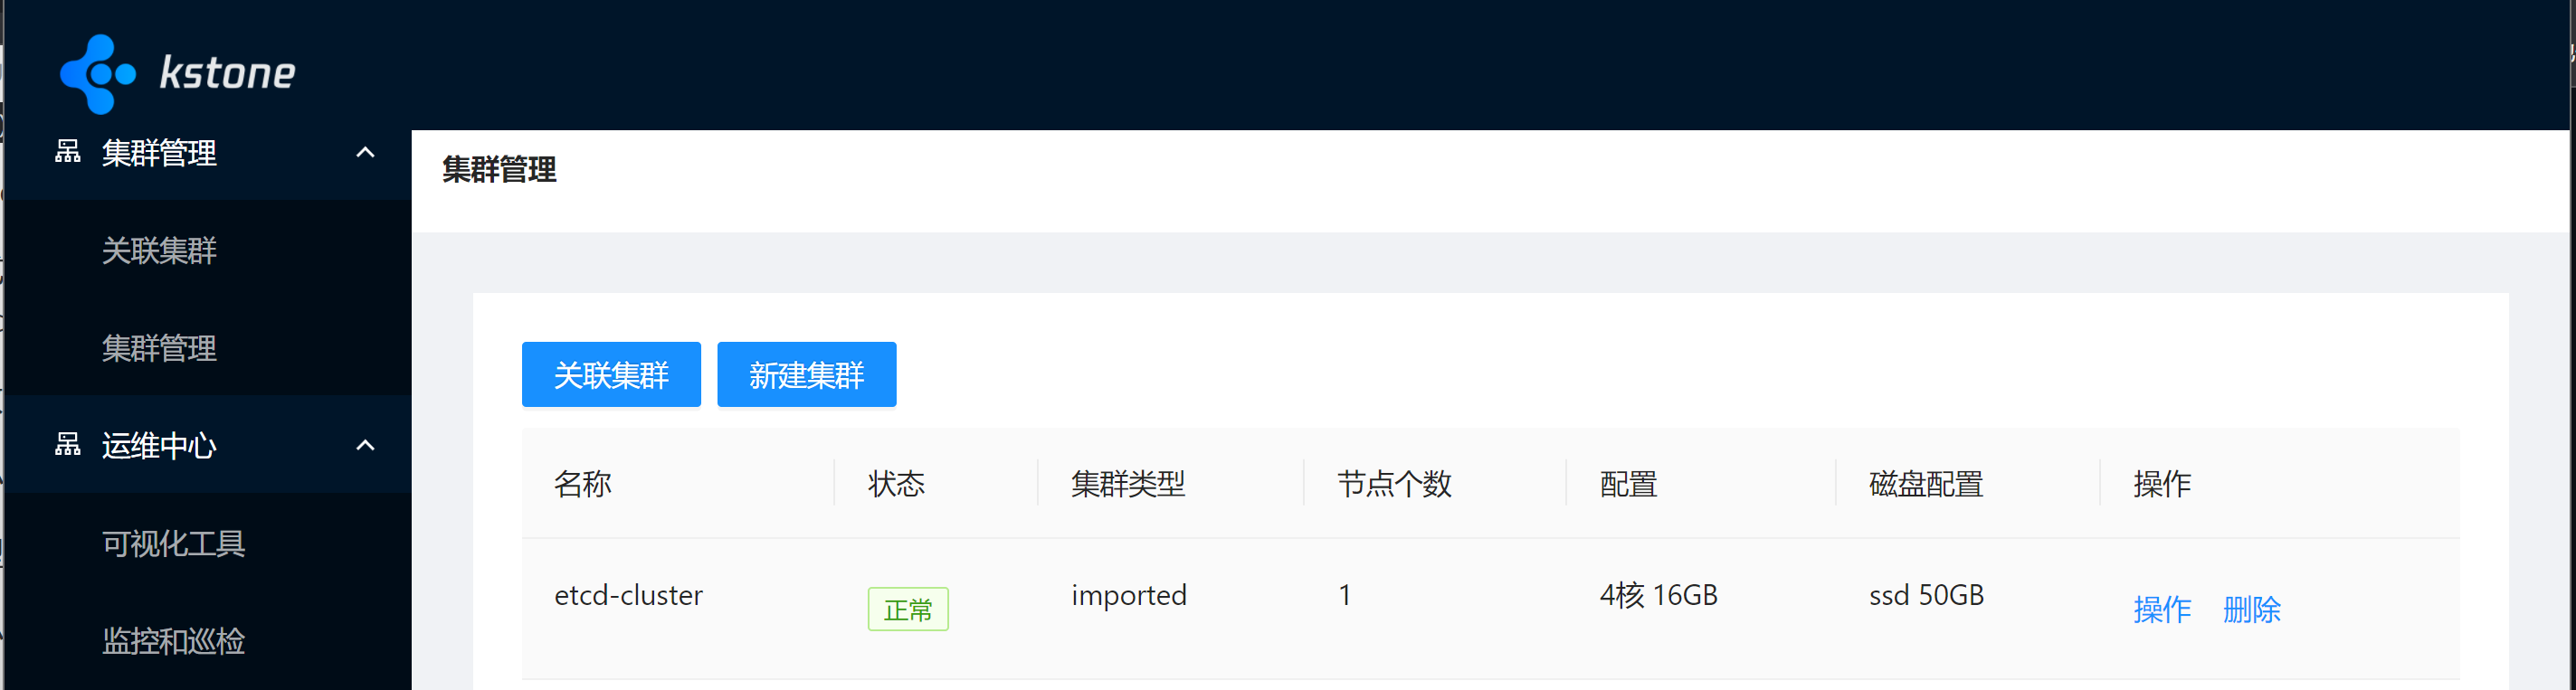 kstone
集群管理
关联集群
集群管理
运维中心
可视化工具
监控和巡检
集群管理
关联集群 新建集群
名称 状态 集群类型 节点个数 配置 磁盘配置 操作
etcd-cluster 正常 imported 1 4核 16GB ssd 50GB 操作 删除